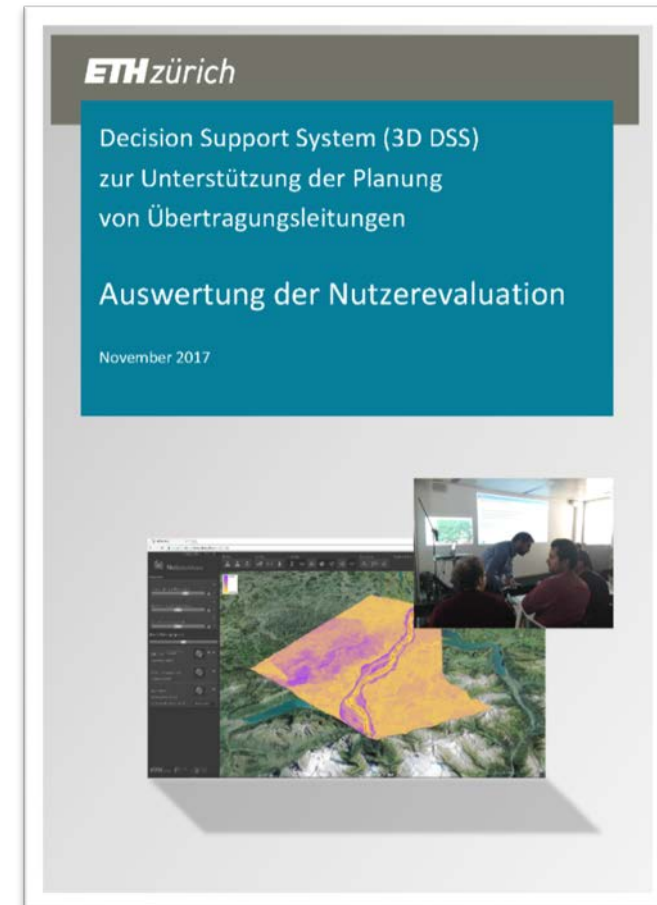 ETH zürich
Decision Support System (3D DSS)
zur Unterstützung der Planung
von Übertragungsleitungen
Auswertung der Nutzerevaluation
November 2017